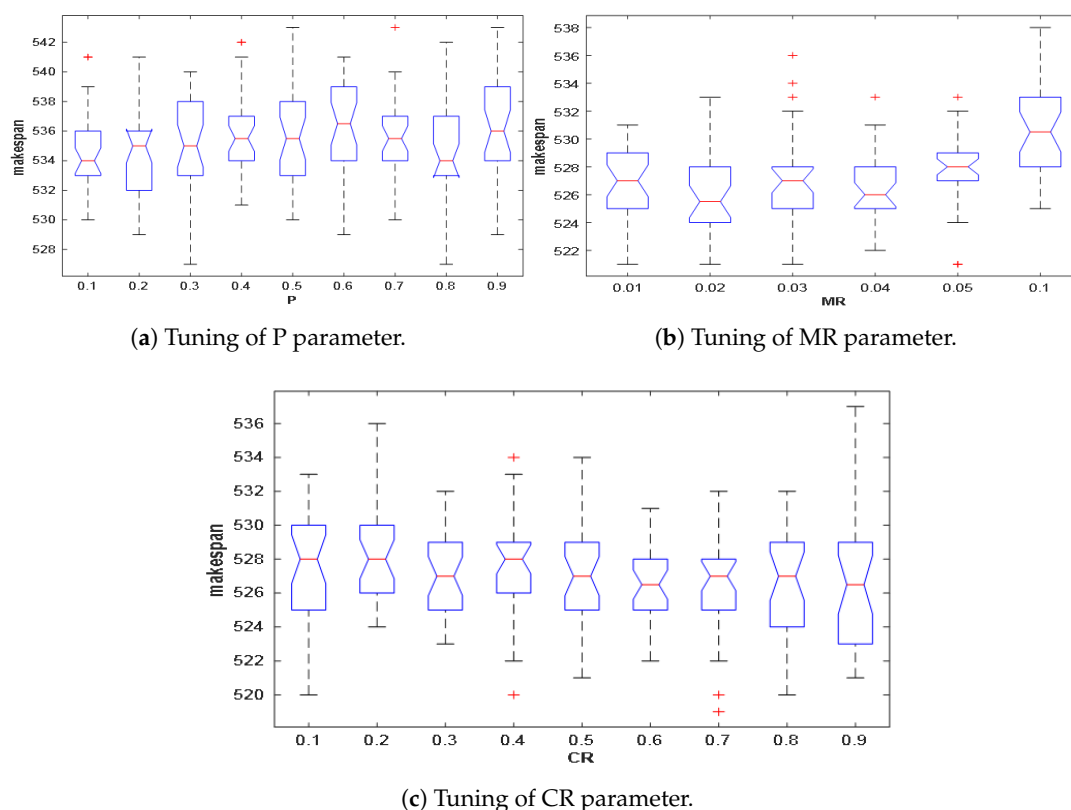 makespan
542
540
538
536
534
532
530
528
0.1 0.2 0.3 0.4 0.5 0.6 0.7 0.8 0.9
P
(a) Tuning of P parameter.
makespan
538
536
534
532
530
528
526
524
522
0.01 0.02 0.03 0.04 0.05 0.1
MR
(b) Tuning of MR parameter.
makespan
536
534
532
530
528
526
524
522
520
0.1 0.2 0.3 0.4 0.5 0.6 0.7 0.8 0.9
CR
(c) Tuning of CR parameter.